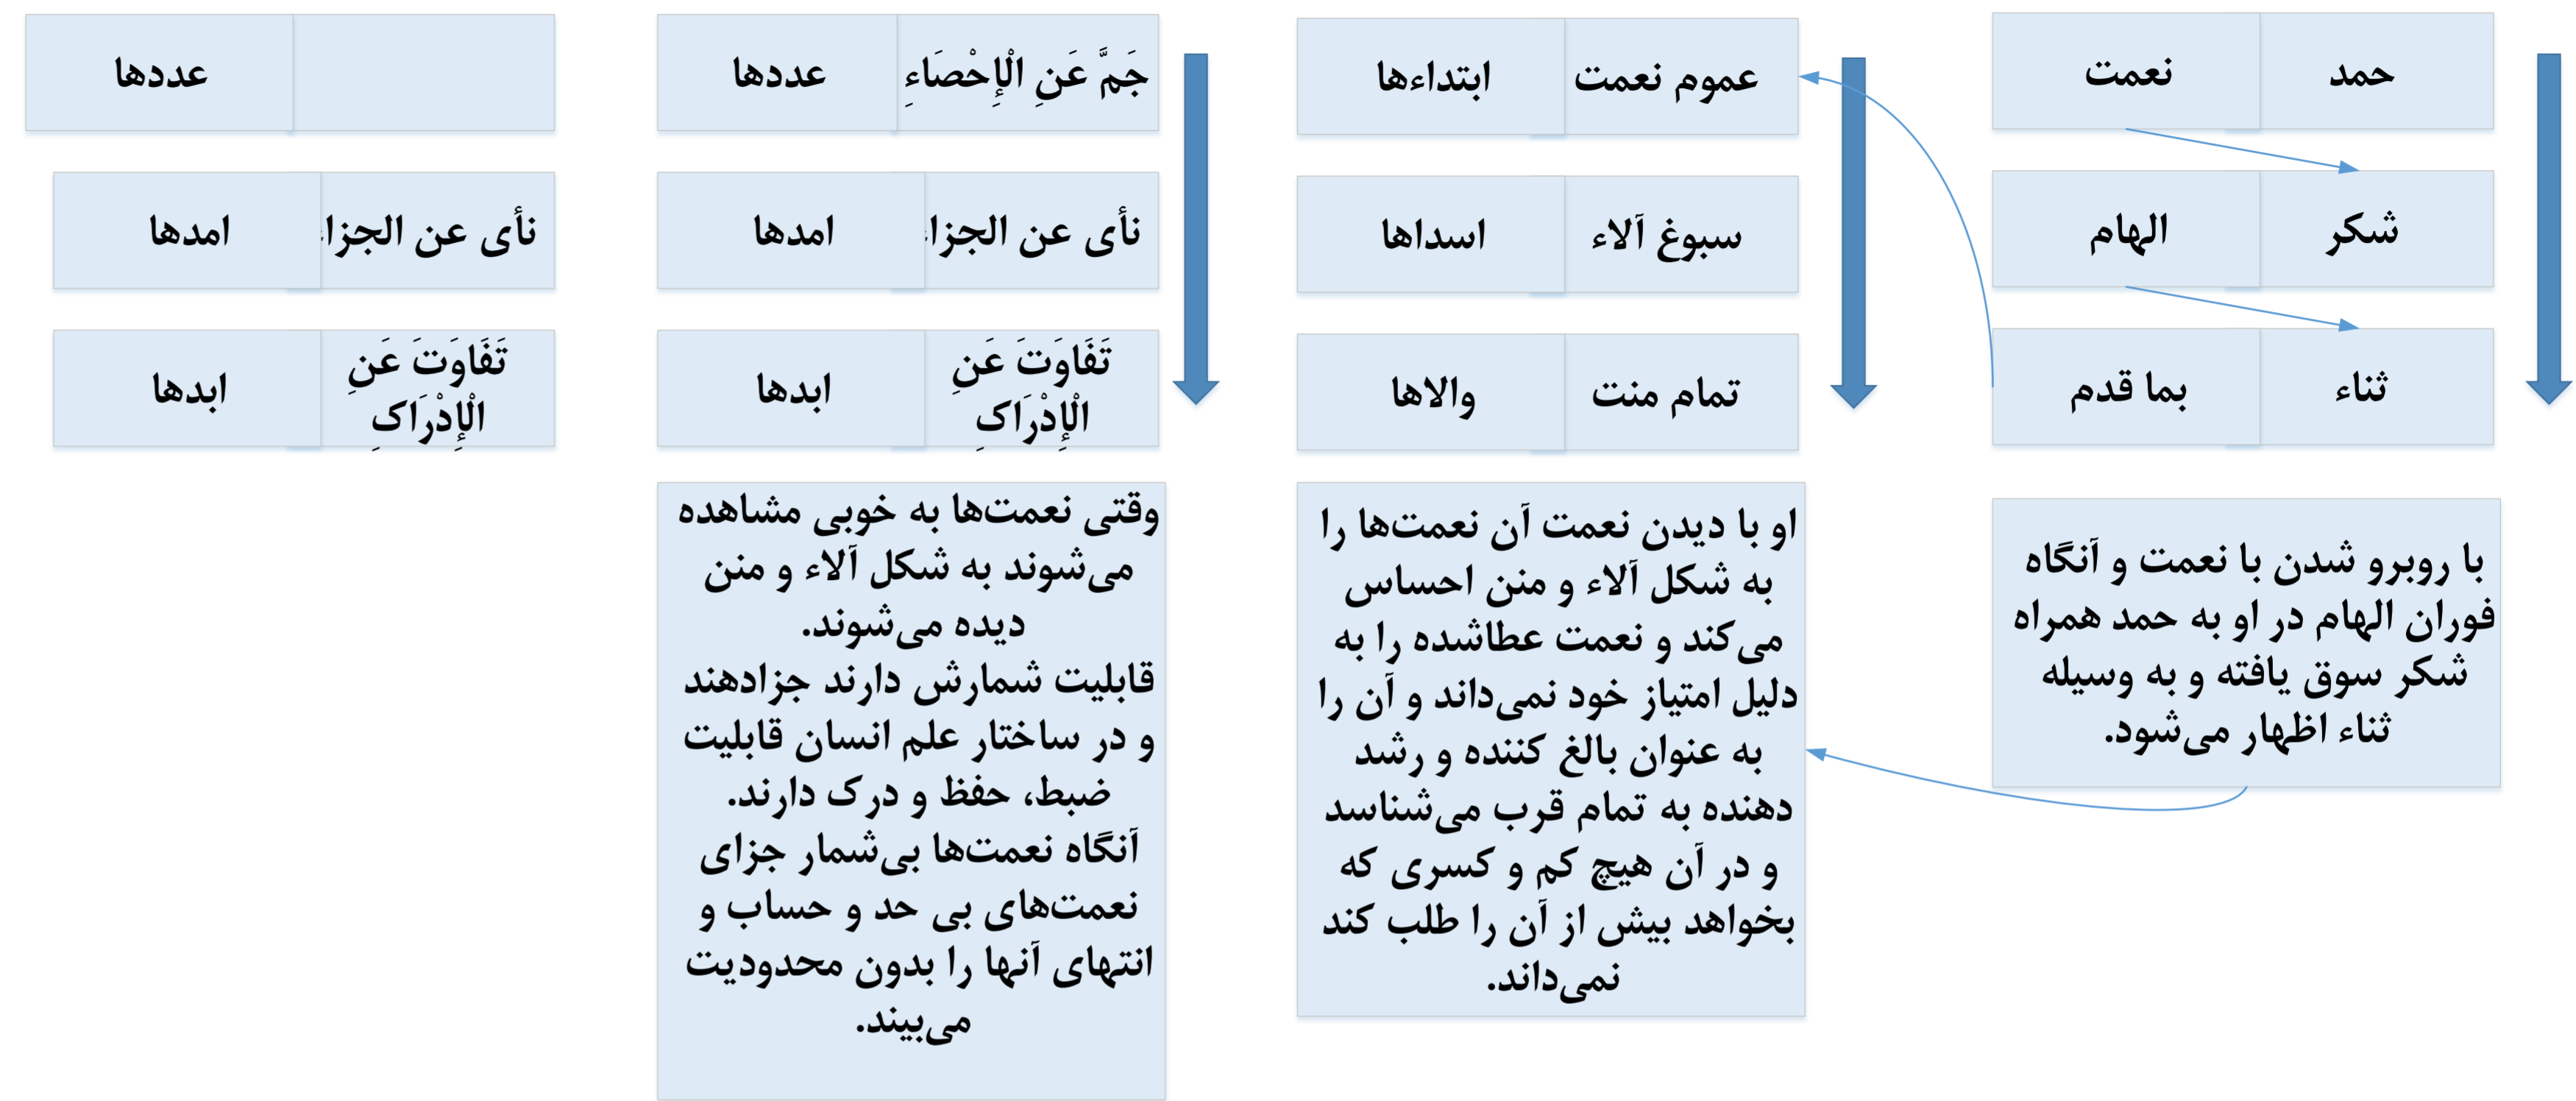 حمد
نعمت
شکر
الهام
ثناء
بما قدم
با روبرو شدن با نعمت و آنگاه
فوران الهام در او به حمد همراه
شکر سوق یافته و به وسیله
ثناء اظهار می‌شود.
عموم نعمت
ابتداءها
سبوغ آلاء
اسداها
تمام منت
والاها
او با دیدن نعمت آن نعمت‌ها را
به شکل آلاء و منن احساس
می‌کند و نعمت عطاشده را به
دلیل امتیاز خود نمی‌داند و آن را
به عنوان بالغ کننده و رشد
دهنده به تمام قرب می‌شناسد
و در آن هیچ کم و کسری که
بخواهد بیش از آن را طلب کند
نمی‌داند.
جَمَّ عَنِ الْإِحْصَاءِ
عددها
نأی عن الجزا
امدها
تَفَاوَتَ عَنِ
الْإِدْرَاکِ
ابدها
وقتی نعمت‌ها به خوبی مشاهده
می‌شوند به شکل آلاء و منن
دیده می‌شوند.
قابلیت شمارش دارند جزادهند
و در ساختار علم انسان قابلیت
ضبط، حفظ و درک دارند.
آنگاه نعمت‌ها بی‌شمار جزای
نعمت‌های بی حد و حساب و
انتهای آنها را بدون محدودیت
می‌بیند.
عددها
نأی عن الجزا
امدها
تَفَاوَتَ عَنِ
الْإِدْرَاکِ
ابدها